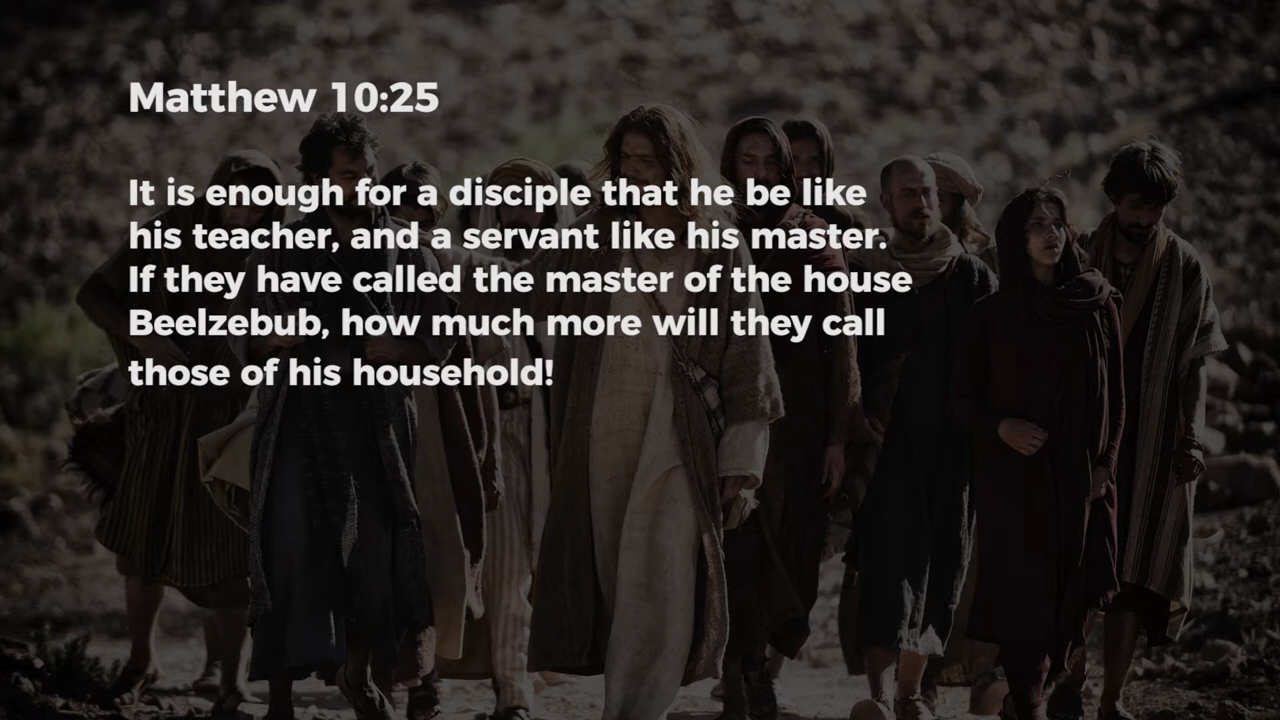 Matthew 10:25
It is enough for a disciple that he be like
his teacher, and a servant like his master.
If they have called the master of the house
Beelzebub, how much more will they call
those of his household!